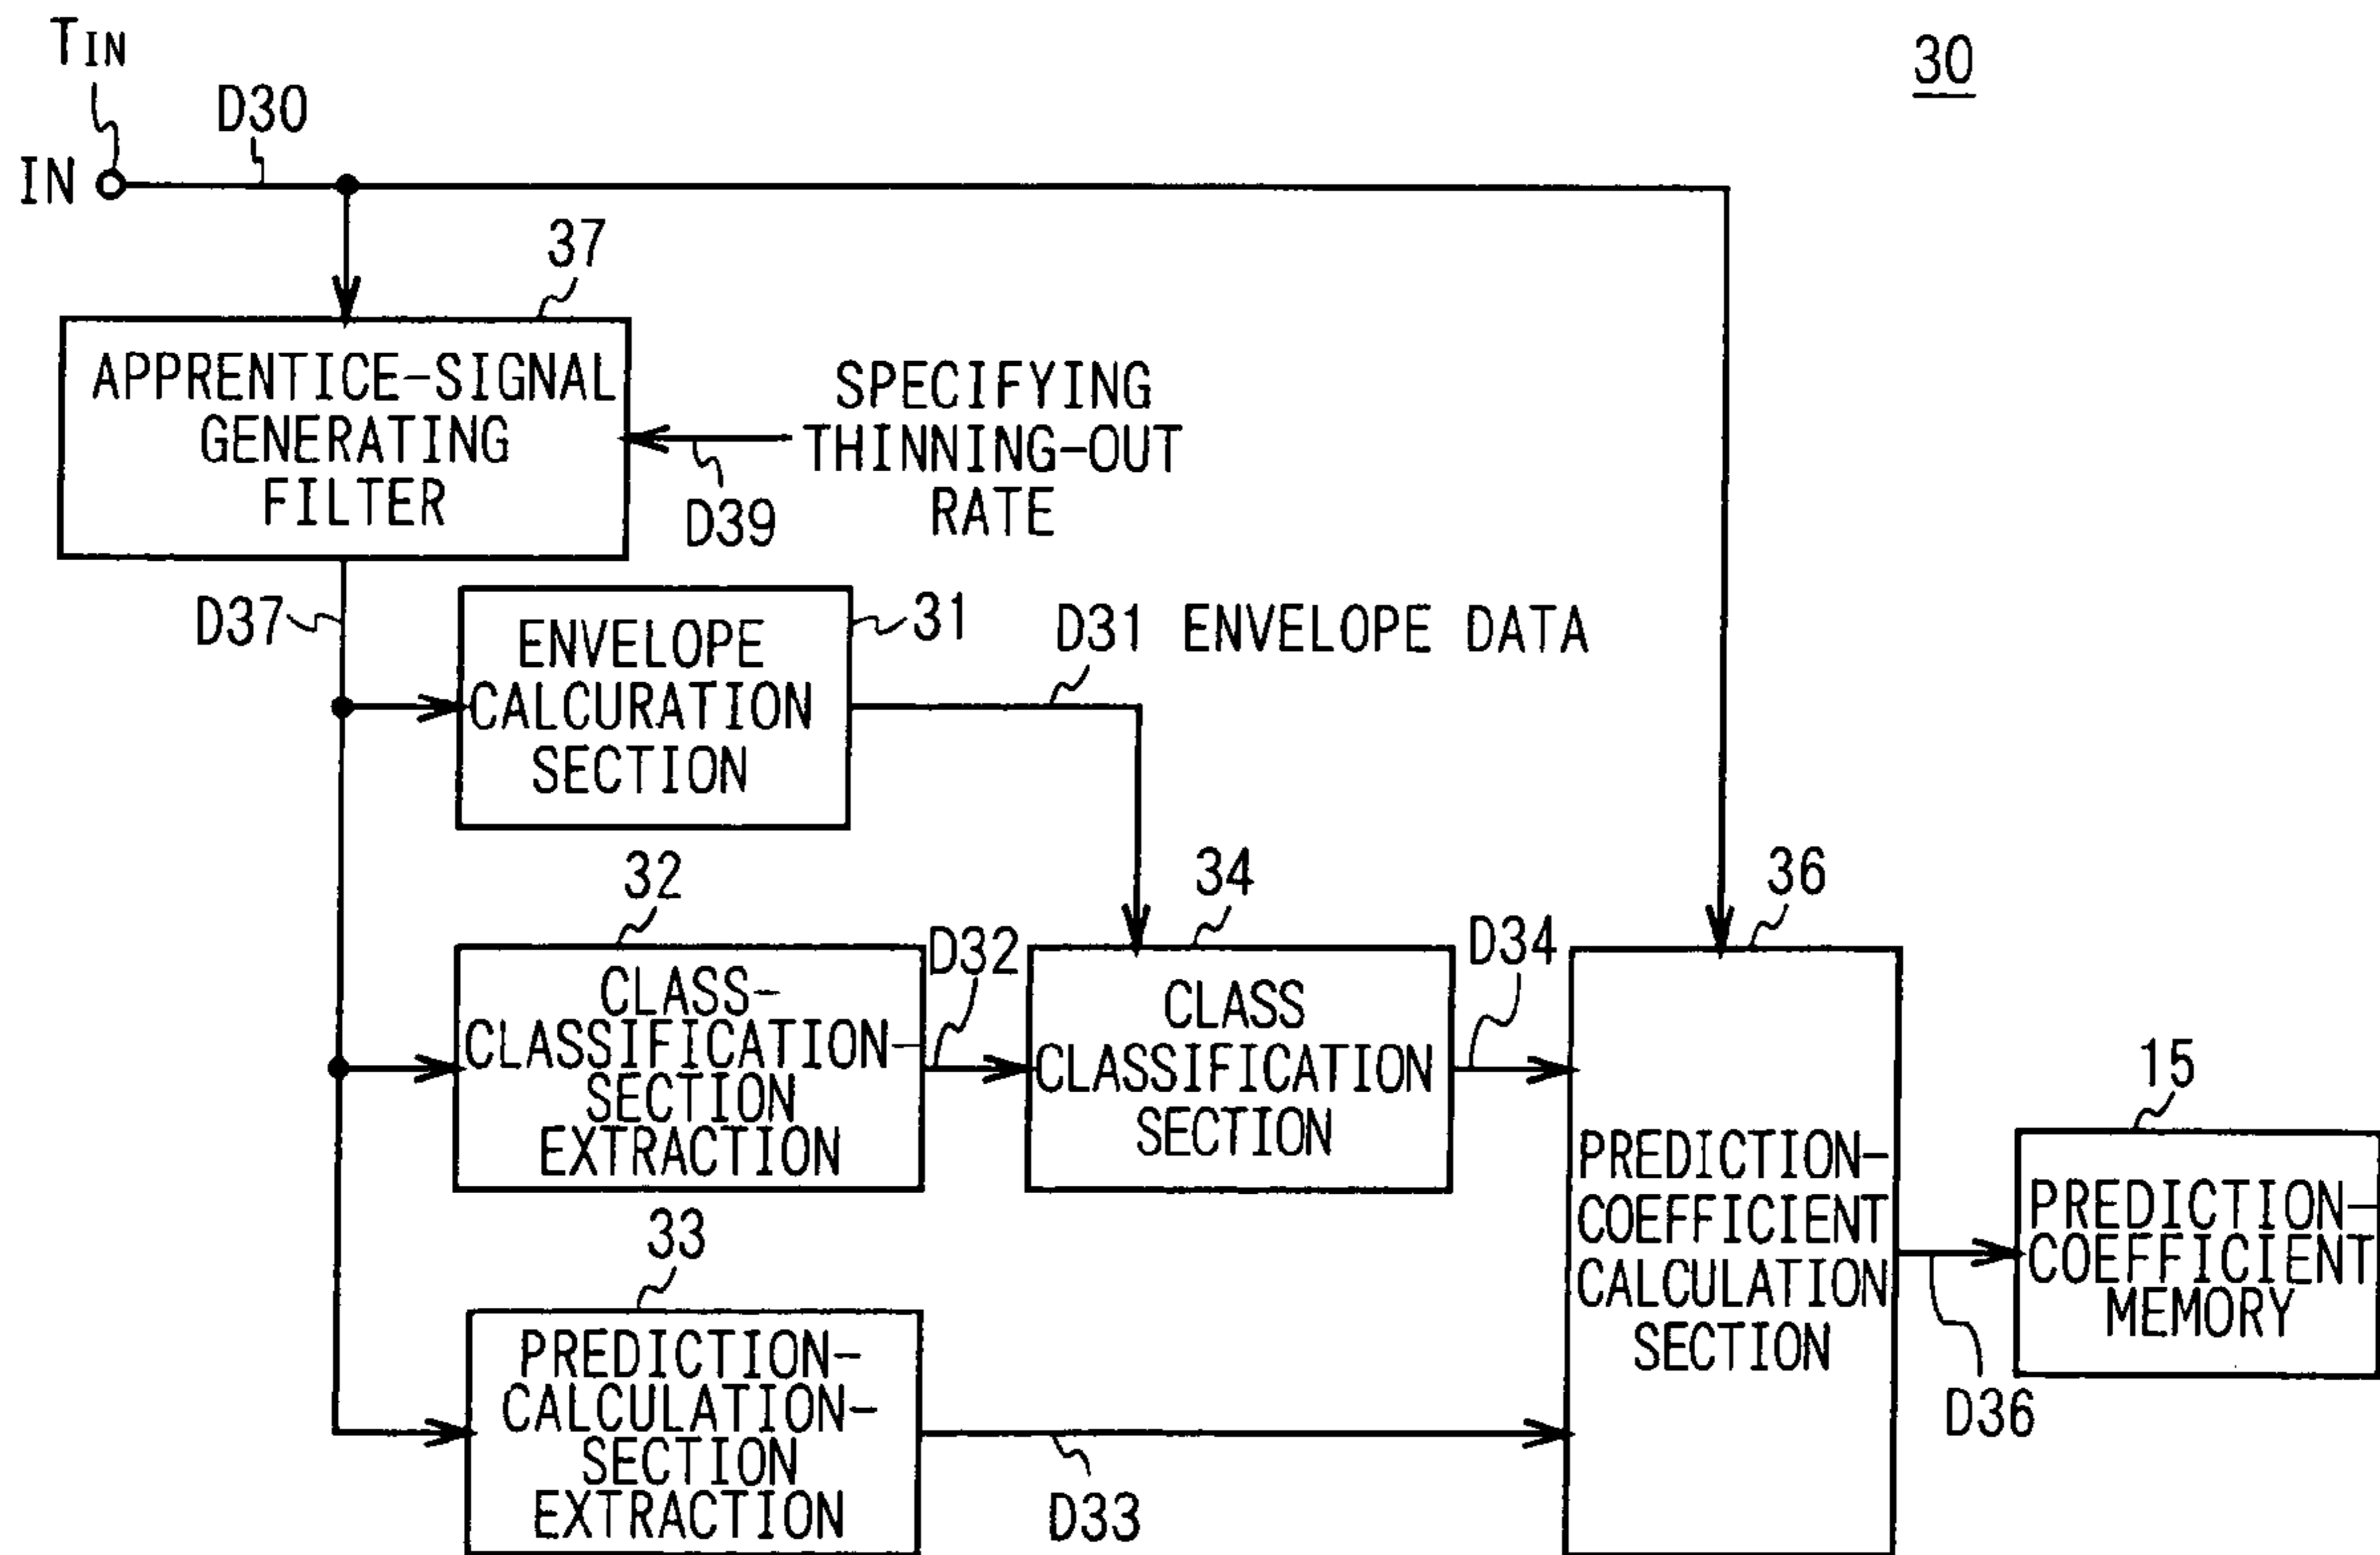 TIN
30
D30
IN
37
APPRENTICE-SIGNAL
GENERATING
FILTER
SPECIFYING
THINNING-OUT
RATE
D39
D37
31
ENVELOPE
CALCURATION
SECTION
D31 ENVELOPE DATA
32
CLASS-
CLASSIFICATION-
SECTION
EXTRACTION
D32
34
CLASS
CLASSIFICATION
SECTION
D34
36
PREDICTION-
COEFFICIENT
CALCULATION
SECTION
15
PREDICTION-
COEFFICIENT
MEMORY
D36
33
PREDICTION-
CALCULATION-
SECTION
EXTRACTION
D33